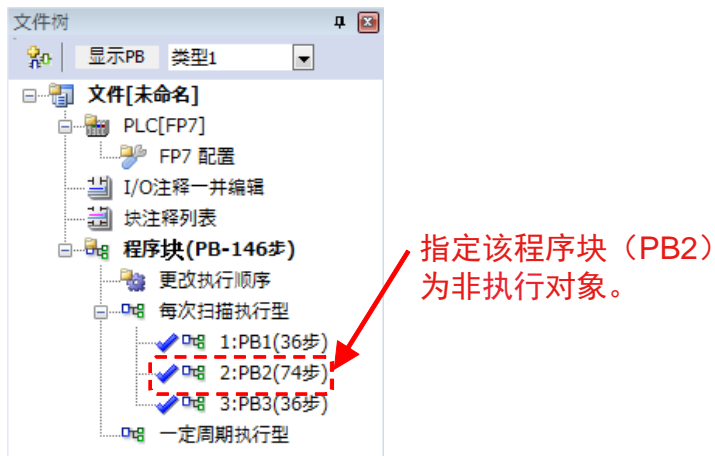 文件树
显示PB 类型1
文件[未命名]
PLC[FP7]
FP7 配置
I/O注释一并编辑
块注释列表
程序块(PB-146步)
更改执行顺序
每次扫描执行型
1:PB1(36步)
2:PB2(74步)
3:PB3(36步)
一定周期执行型
指定该程序块（PB2）
为非执行对象。